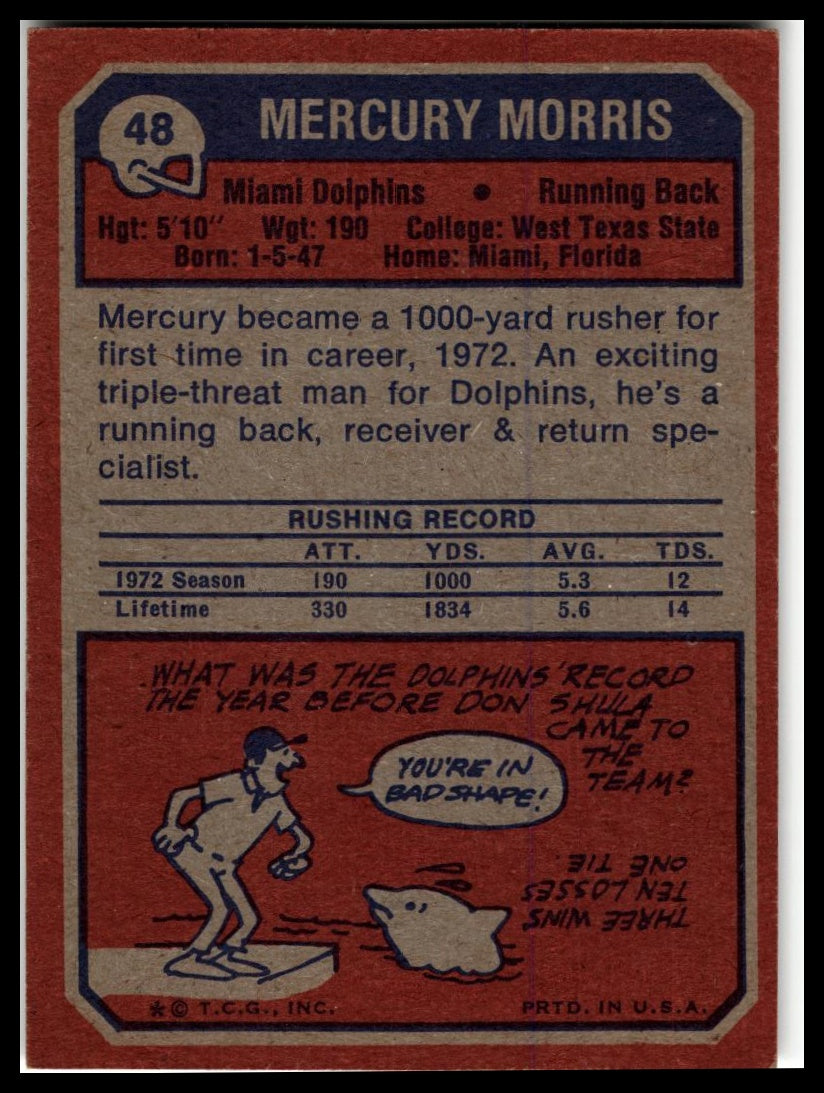 48
MERCURY MORRIS
Miami Dolphins • Running Back
Hgt: 5'10" Wgt: 190 College: West Texas State
Born: 1-5-47 Home: Miami, Florida
Mercury became a 1000-yard rusher for
first time in career, 1972. An exciting
triple-threat man for Dolphins, he's a
running back, receiver & return spe-
cialist.
RUSHING RECORD
ATT. YDS. AVG. TDS.
1972 Season 190 1000 5.3 12
Lifetime 330 1834 5.6 14
WHAT WAS THE DOLPHINS' RECORD
THE YEAR BEFORE DON SHULA
CAME TO
THE
TEAM?
YOU'RE IN
BAD SHAPE!
THREE WINS
TEN LOSSES
ONE TIE.
*© T.C.G., INC. PRTD. IN U.S.A.